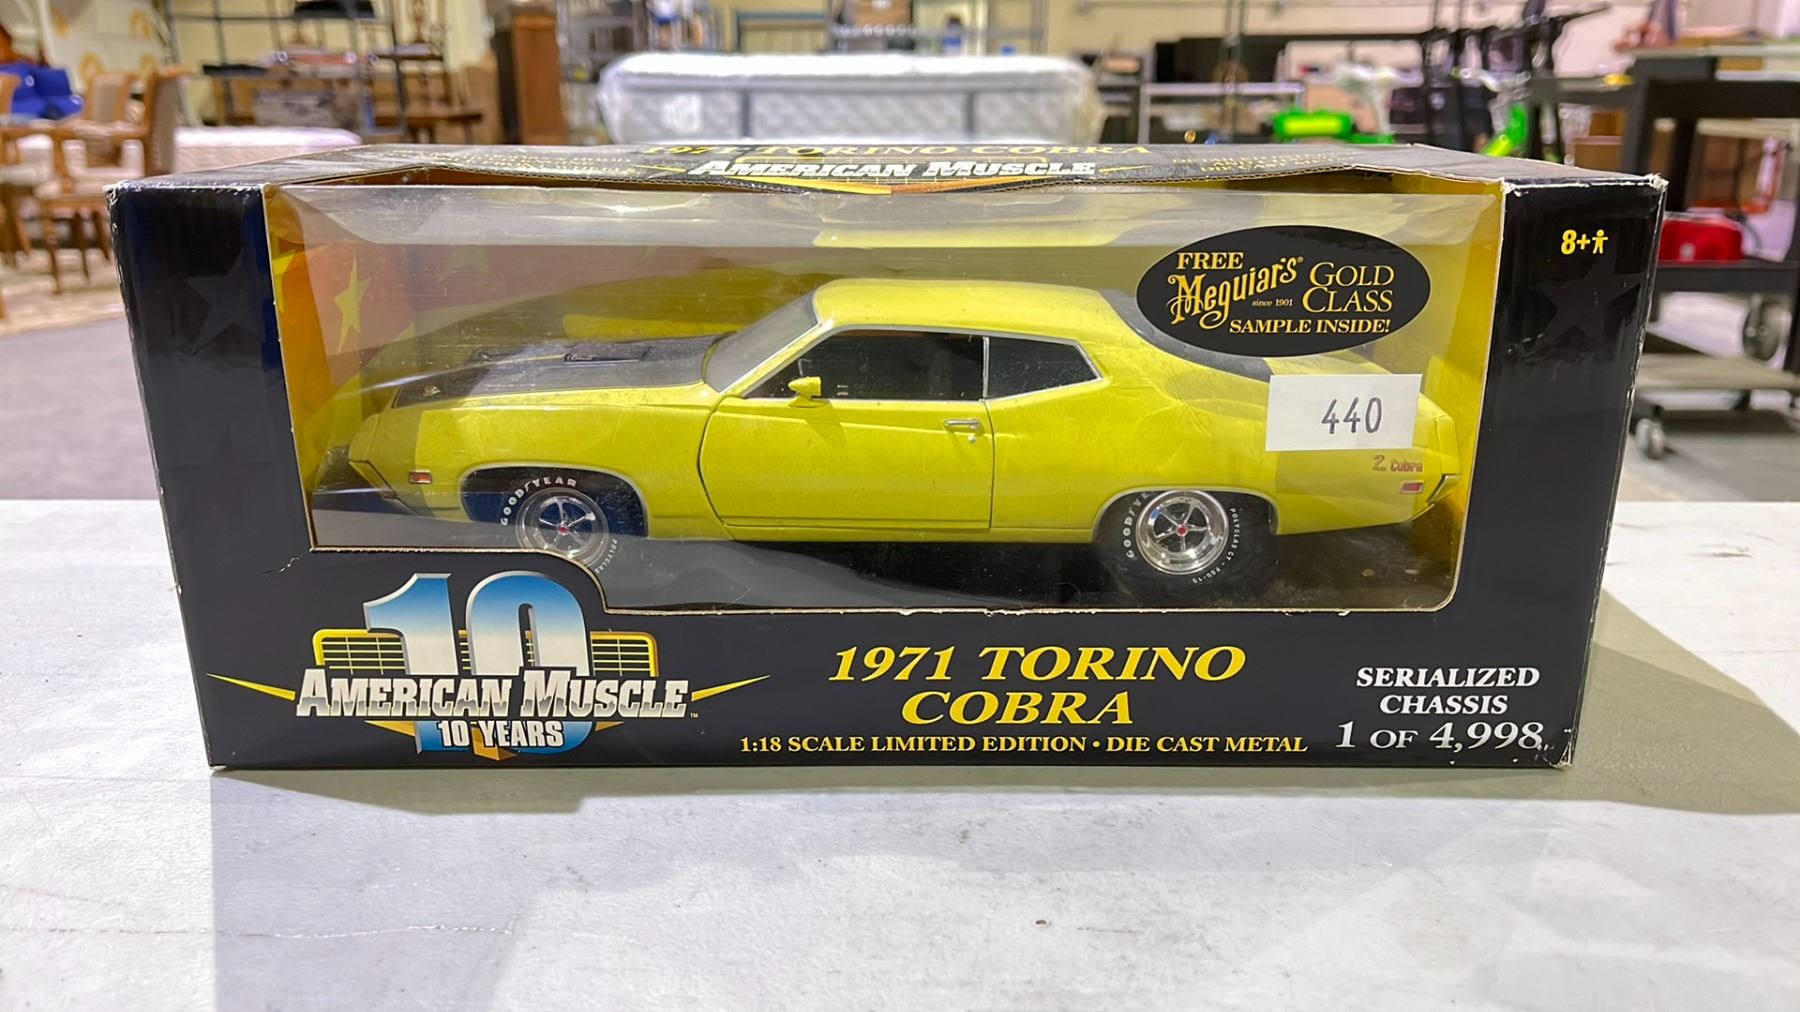 1971 TORINO COBRA
AMERICAN MUSCLE
8+
FREE
Meguiar's®
since 1901
GOLD
CLASS
SAMPLE INSIDE!
440
Cobra
GOODYEAR
GOODYE
10
AMERICAN MUSCLE™
10 YEARS
1971 TORINO
COBRA
1:18 SCALE LIMITED EDITION • DIE CAST METAL
SERIALIZED
CHASSIS
1 OF 4,998